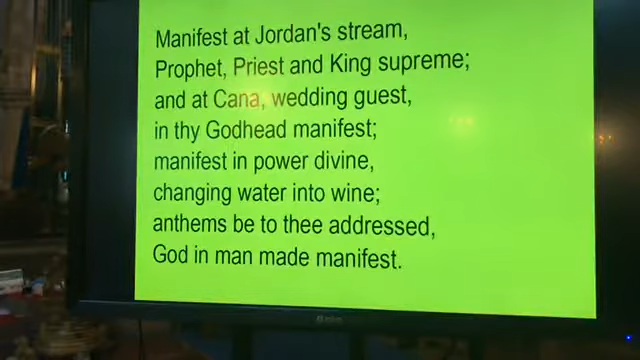 Manifest at Jordan's stream,
Prophet, Priest and King supreme;
and at Cana, wedding guest,
in thy Godhead manifest;
manifest in power divine,
changing water into wine;
anthems be to thee addressed,
God in man made manifest.